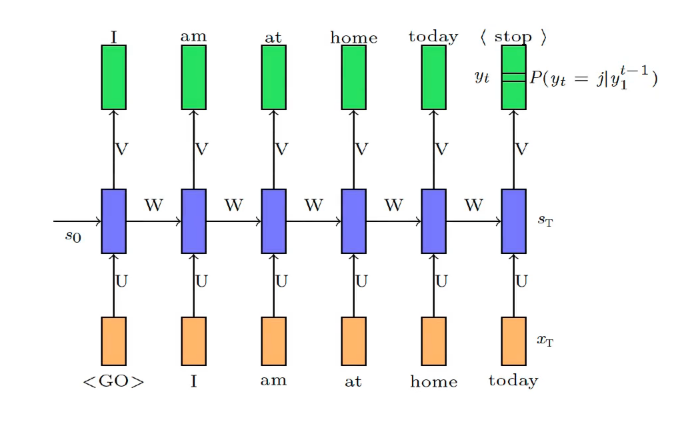 I am at home today ⟨ stop ⟩
y_t P(y_t = j|y_1^{t−1})
V V V V V V
W W W W W
s_0 s_T
U U U U U U
x_T
<GO> I am at home today